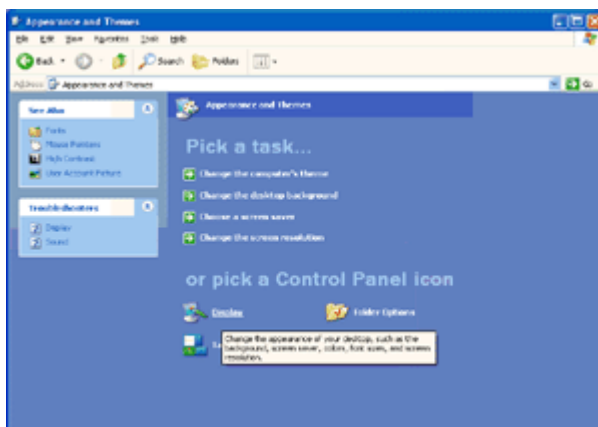 Appearance and Themes
File Edit View Favorites Tools Help
Back Search Folders
Address Appearance and Themes Go
See Also
Fonts
Mouse Pointers
High Contrast
User Account Picture
Troubleshooters
Display
Sound
Appearance and Themes
Pick a task...
Change the computer's theme
Change the desktop background
Choose a screen saver
Change the screen resolution
or pick a Control Panel icon
Display Folder Options
Change the appearance of your desktop, such as the
background, screen saver, colors, font sizes, and screen
resolution.